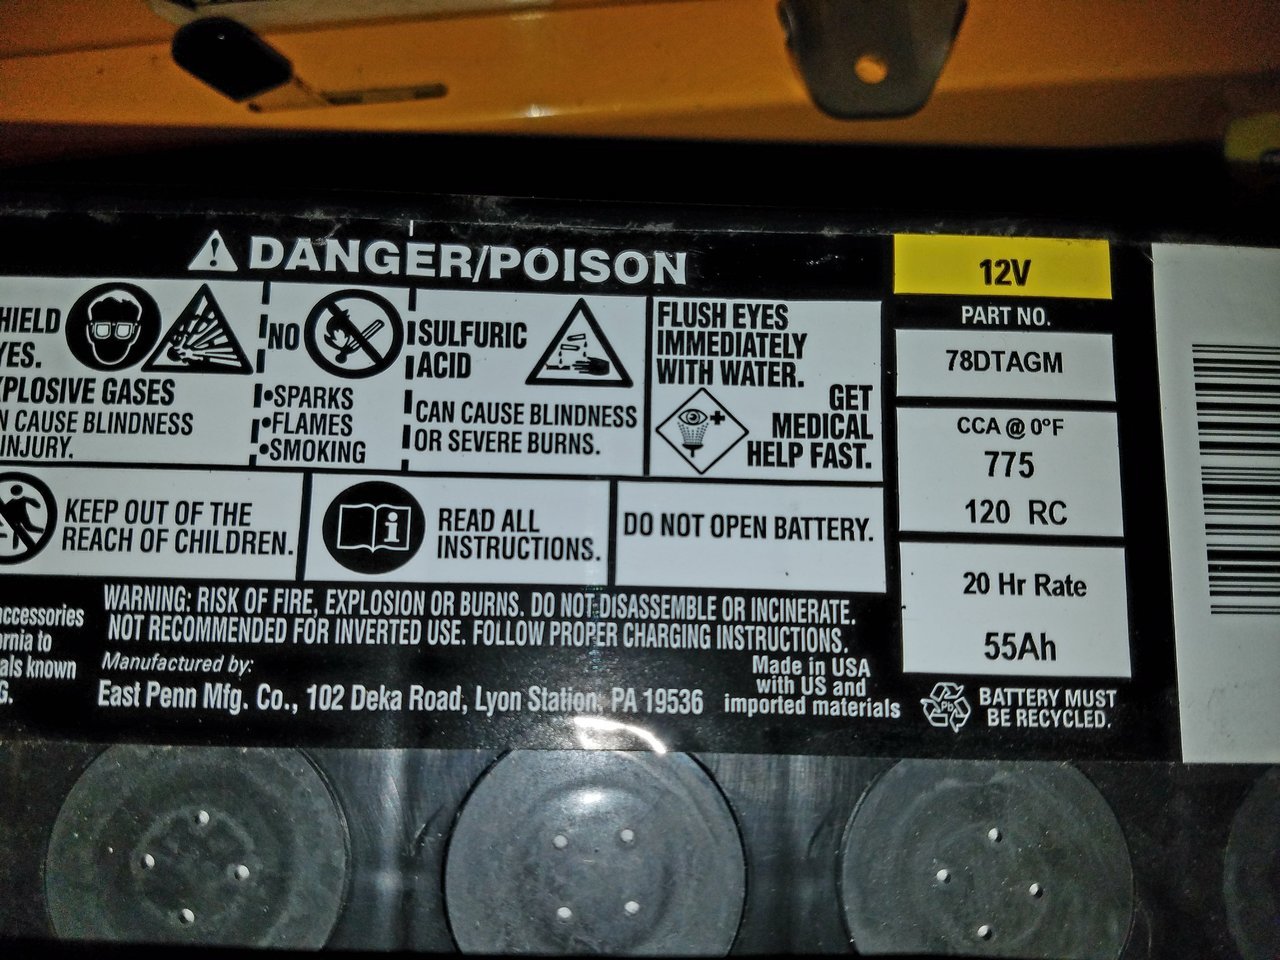 DANGER/POISON
HIELD
YES.
XPLOSIVE GASES
N CAUSE BLINDNESS
INJURY.
NO
•SPARKS
•FLAMES
•SMOKING
SULFURIC
ACID
CAN CAUSE BLINDNESS
OR SEVERE BURNS.
FLUSH EYES
IMMEDIATELY
WITH WATER.
GET
MEDICAL
HELP FAST.
KEEP OUT OF THE
REACH OF CHILDREN.
i
READ ALL
INSTRUCTIONS.
DO NOT OPEN BATTERY.
accessories
ornia to
als known
G.
WARNING: RISK OF FIRE, EXPLOSION OR BURNS. DO NOT DISASSEMBLE OR INCINERATE.
NOT RECOMMENDED FOR INVERTED USE. FOLLOW PROPER CHARGING INSTRUCTIONS.
Manufactured by:
East Penn Mfg. Co., 102 Deka Road, Lyon Station, PA 19536
Made in USA
with US and
imported materials
12V
PART NO.
78DTAGM
CCA @ 0°F
775
120 RC
20 Hr Rate
55Ah
Pb
BATTERY MUST
BE RECYCLED.